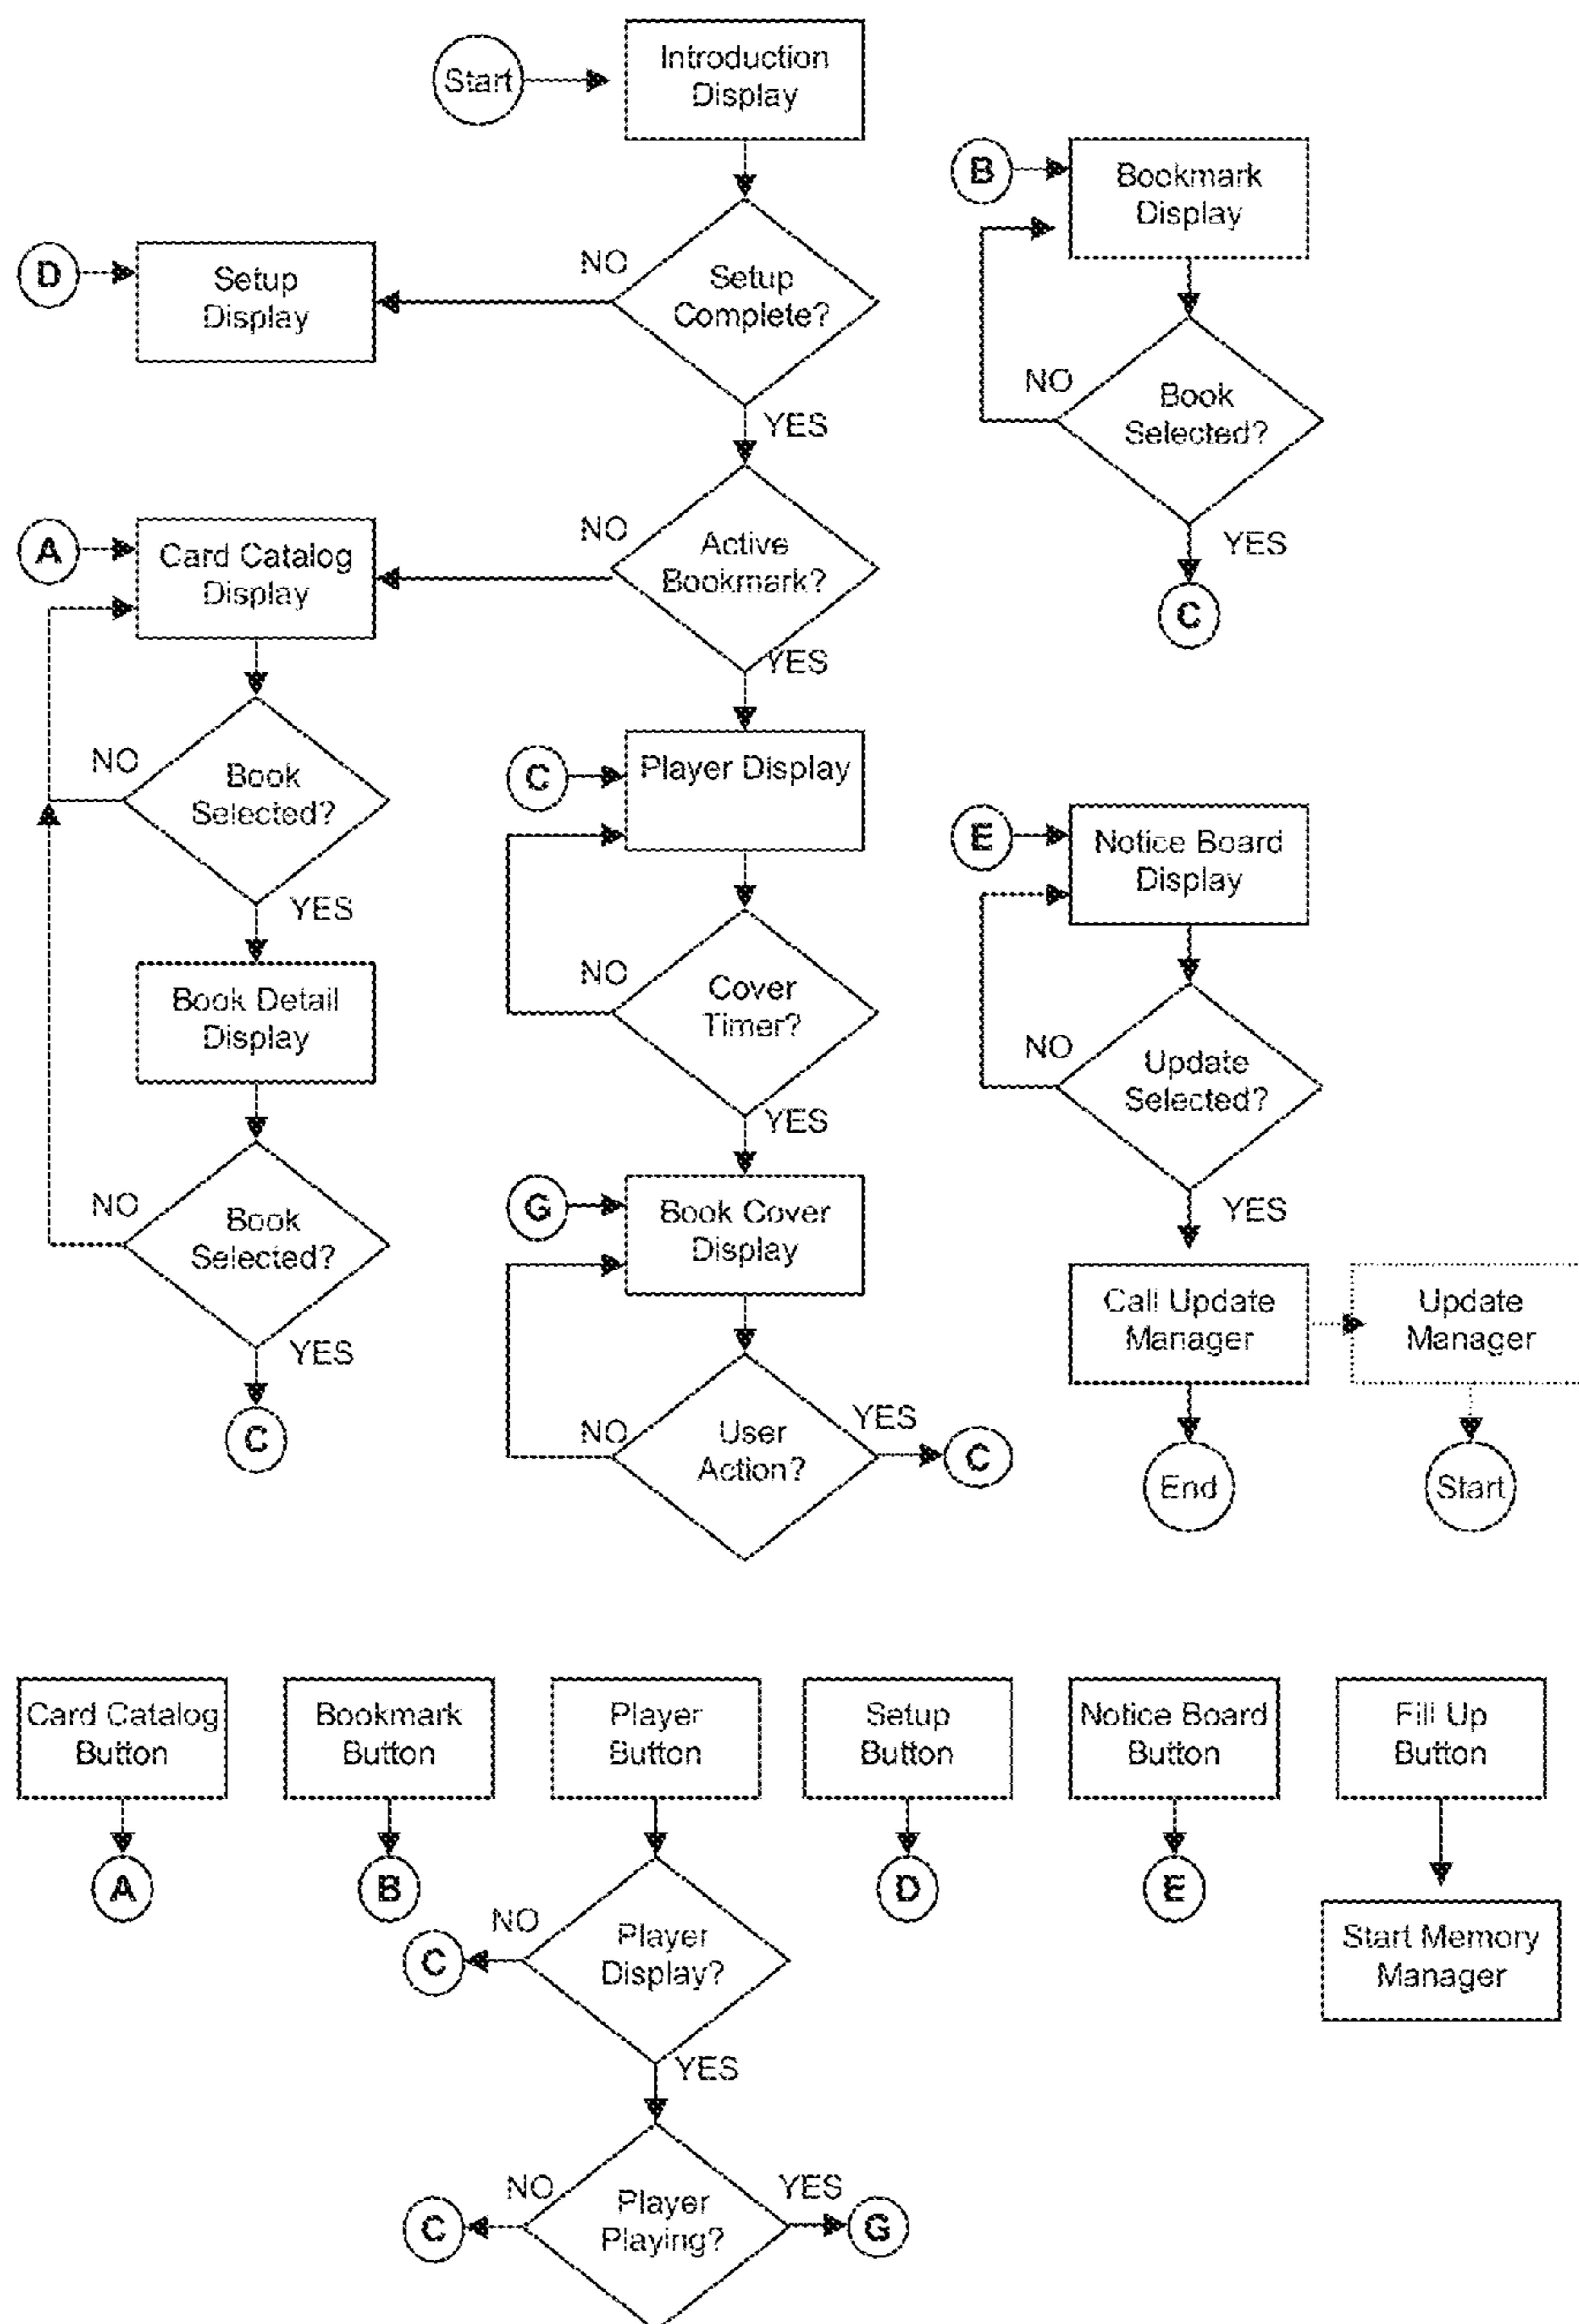 Start
Introduction
Display
B
Bookmark
Display
D
Setup
Display
NO
Setup
Complete?
YES
NO
Book
Selected?
YES
C
A
Card Catalog
Display
NO
Active
Bookmark?
YES
NO
Book
Selected?
YES
C
Player Display
E
Notice Board
Display
Book Detail
Display
NO
Cover
Timer?
YES
NO
Update
Selected?
YES
NO
Book
Selected?
YES
C
G
Book Cover
Display
NO
User
Action?
YES
C
Call Update
Manager
Update
Manager
End
Start
Card Catalog
Button
Bookmark
Button
Player
Button
Setup
Button
Notice Board
Button
Fill Up
Button
A
B
D
E
C
NO
Player
Display?
YES
Start Memory
Manager
C
NO
Player
Playing?
YES
G